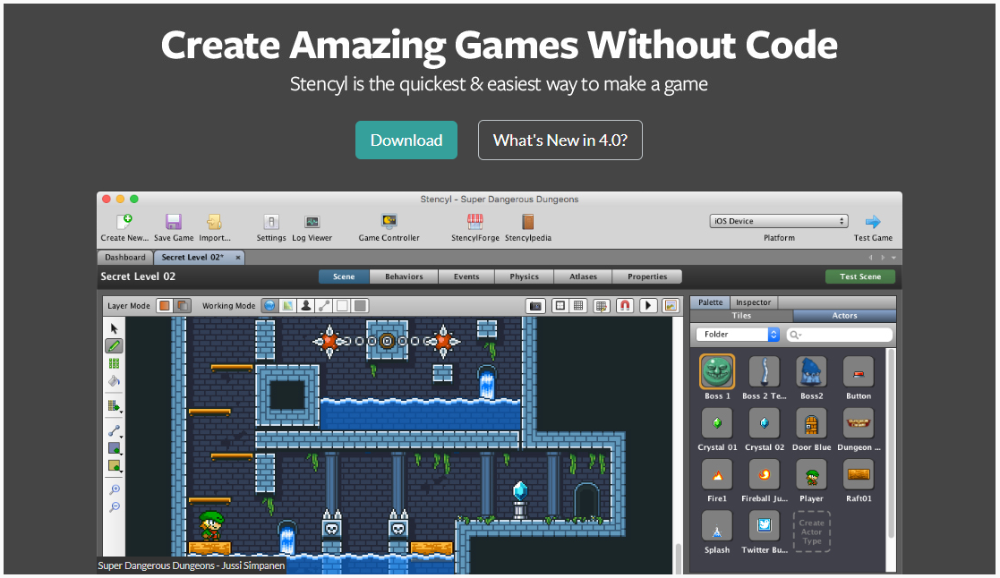 Create Amazing Games Without Code
Stencyl is the quickest & easiest way to make a game
Download
What's New in 4.0?
Stencyl - Super Dangerous Dungeons
Create New... Save Game Import... Settings Log Viewer Game Controller StencylForge Stencylpedia
iOS Device
Platform
Test Game
Dashboard
Secret Level 02*
Secret Level 02
Scene Behaviors Events Physics Atlases Properties
Test Scene
Layer Mode
Working Mode
Palette Inspector
Tiles Actors
Folder
Boss 1 Boss 2 Te... Boss2 Button
Crystal 01 Crystal 02 Door Blue Dungeon ...
Fire1 Fireball Ju... Player Raft01
Create
Actor
Type
Splash Twitter Bu...
Super Dangerous Dungeons - Jussi Simpanen